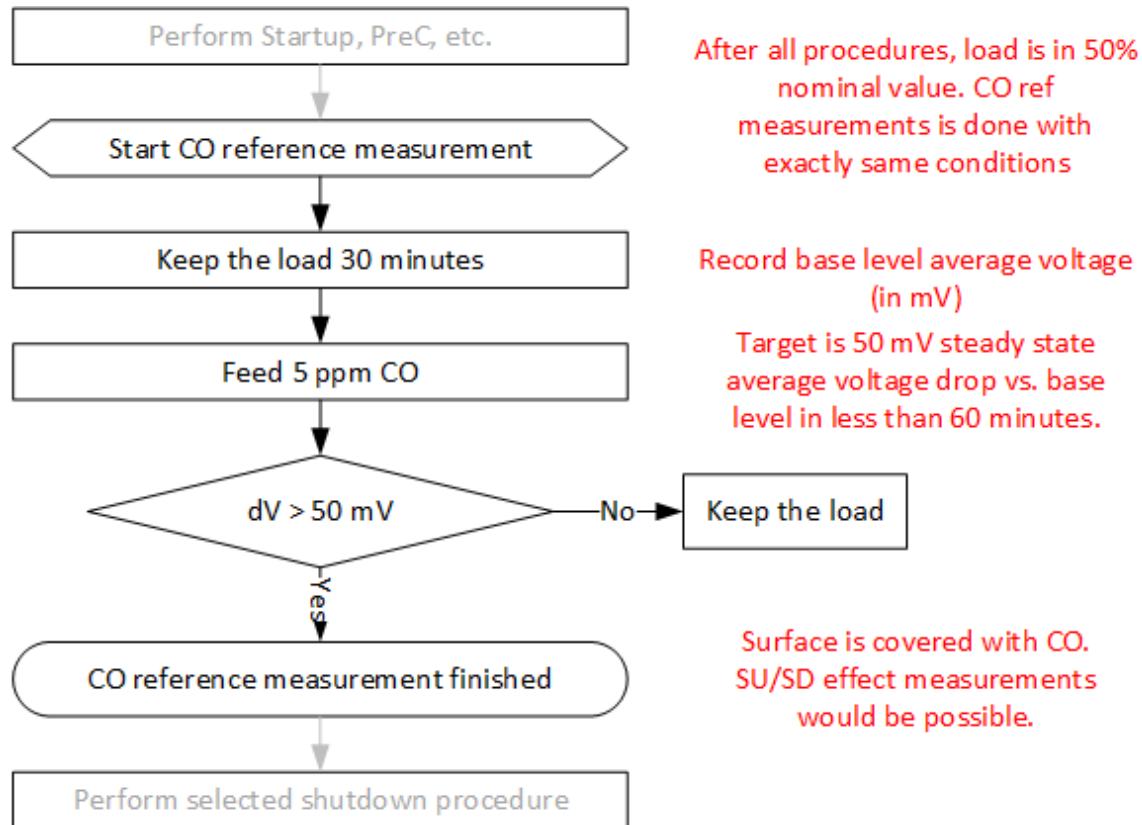 Perform Startup, PreC, etc.
After all procedures, load is in 50%
nominal value. CO ref
measurements is done with
exactly same conditions
Start CO reference measurement
Keep the load 30 minutes
Record base level average voltage
(in mV)
Target is 50 mV steady state
average voltage drop vs. base
level in less than 60 minutes.
Feed 5 ppm CO
dV > 50 mV
No
Keep the load
Yes
CO reference measurement finished
Surface is covered with CO.
SU/SD effect measurements
would be possible.
Perform selected shutdown procedure